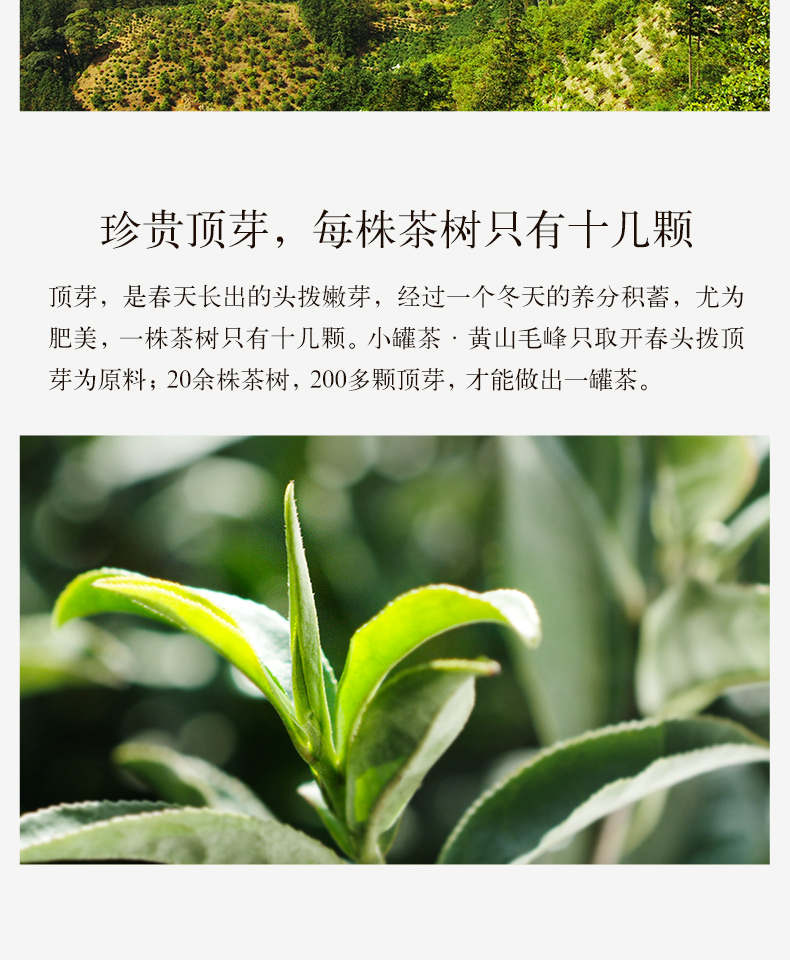 珍贵顶芽，每株茶树只有十几颗
顶芽，是春天长出的头拨嫩芽，经过一个冬天的养分积蓄，尤为
肥美，一株茶树只有十几颗。小罐茶 · 黄山毛峰只取开春头拨顶
芽为原料；20余株茶树，200多颗顶芽，才能做出一罐茶。